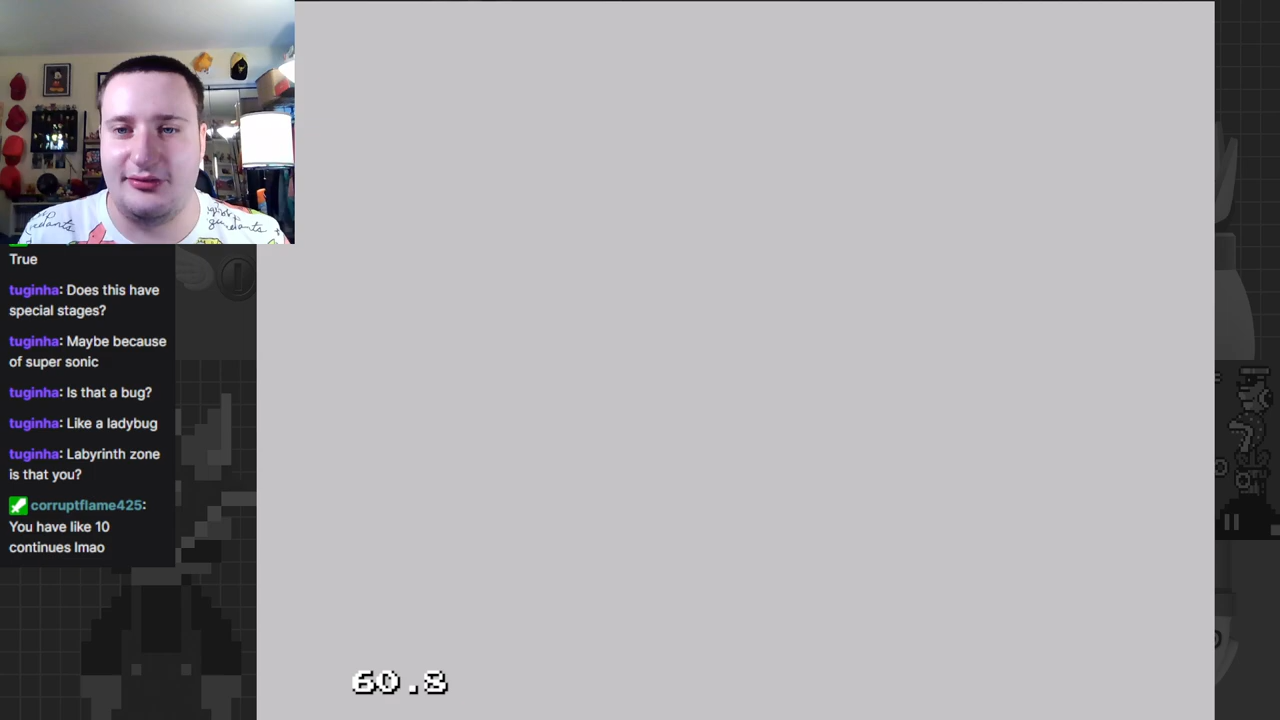 True
tuginha: Does this have
special stages?
tuginha: Maybe because
of super sonic
tuginha: Is that a bug?
tuginha: Like a ladybug
tuginha: Labyrinth zone
is that you?
corruptflame425:
You have like 10
continues lmao
60.8